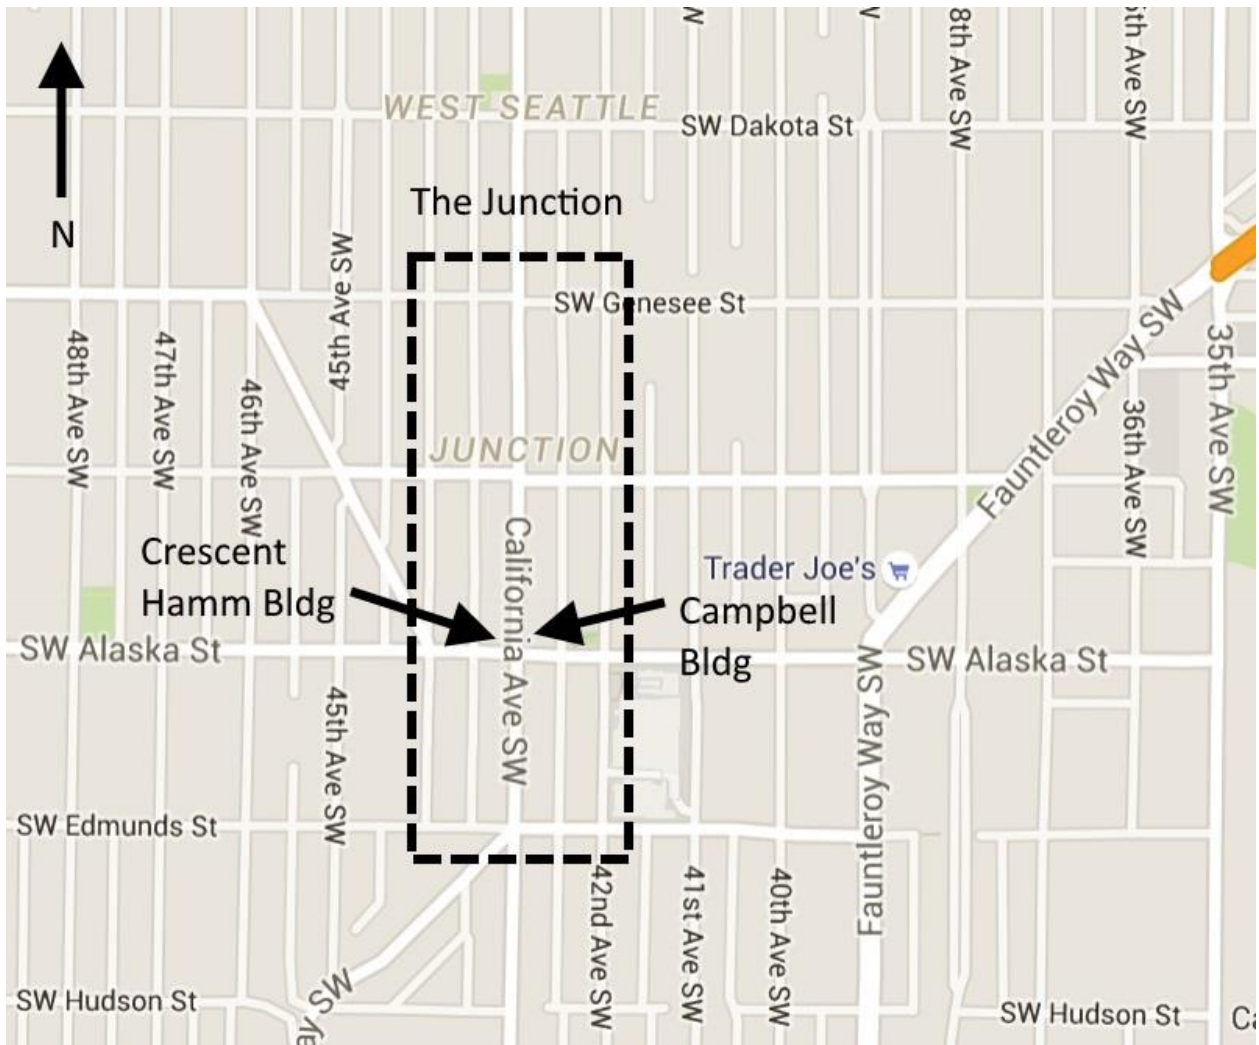 8th Ave SW
5th Ave SW
WEST SEATTLE
SW Dakota St
The Junction
N
45th Ave SW
SW Genesee St
48th Ave SW
47th Ave SW
46th Ave SW
Fauntleroy Way SW
35th Ave SW
36th Ave SW
JUNCTION
California Ave SW
Crescent
Hamm Bldg
Trader Joe's
Campbell
Bldg
SW Alaska St
SW Alaska St
45th Ave SW
Fauntleroy Way SW
SW Edmunds St
42nd Ave SW
41st Ave SW
40th Ave SW
SW
SW Hudson St
SW Hudson St